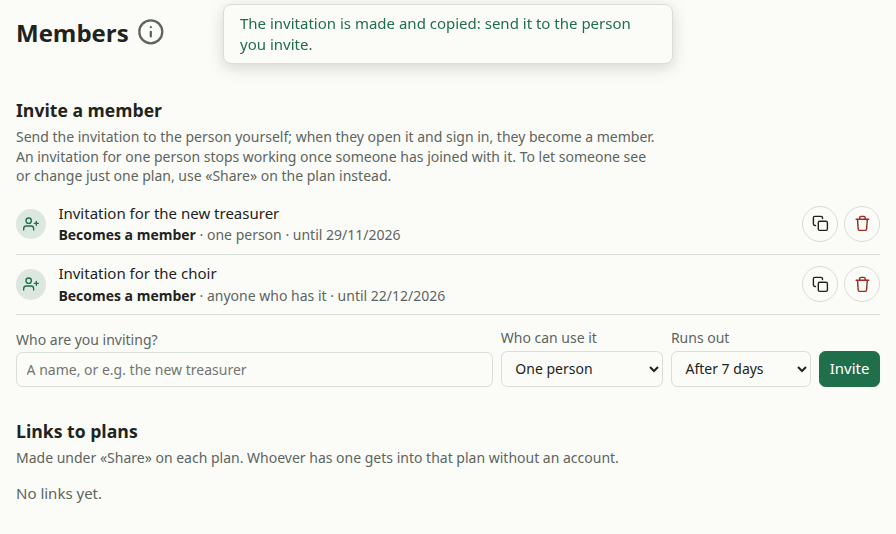 Members
The invitation is made and copied: send it to the person
you invite.
Invite a member
Send the invitation to the person yourself; when they open it and sign in, they become a member.
An invitation for one person stops working once someone has joined with it. To let someone see
or change just one plan, use «Share» on the plan instead.
Invitation for the new treasurer
Becomes a member · one person · until 29/11/2026
Invitation for the choir
Becomes a member · anyone who has it · until 22/12/2026
Who are you inviting?
Who can use it
Runs out
A name, or e.g. the new treasurer
One person
After 7 days
Invite
Links to plans
Made under «Share» on each plan. Whoever has one gets into that plan without an account.
No links yet.